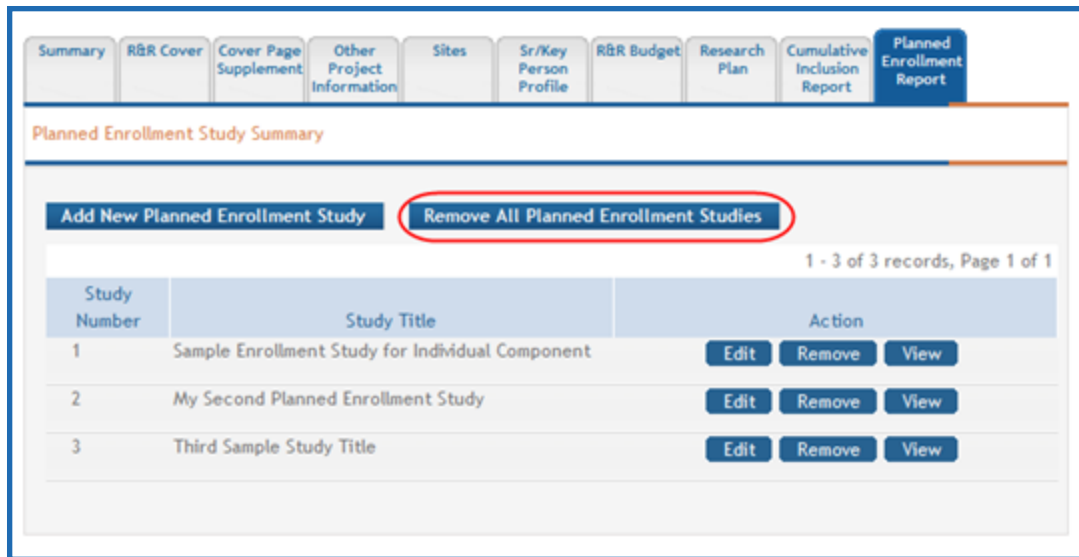 Summary
R&R Cover
Cover Page
Supplement
Other
Project
Information
Sites
Sr/Key
Person
Profile
R&R Budget
Research
Plan
Cumulative
Inclusion
Report
Planned
Enrollment
Report
Planned Enrollment Study Summary
Add New Planned Enrollment Study Remove All Planned Enrollment Studies
1 - 3 of 3 records, Page 1 of 1
Study
Number
Study Title
Action
1 Sample Enrollment Study for Individual Component Edit Remove View
2 My Second Planned Enrollment Study Edit Remove View
3 Third Sample Study Title Edit Remove View